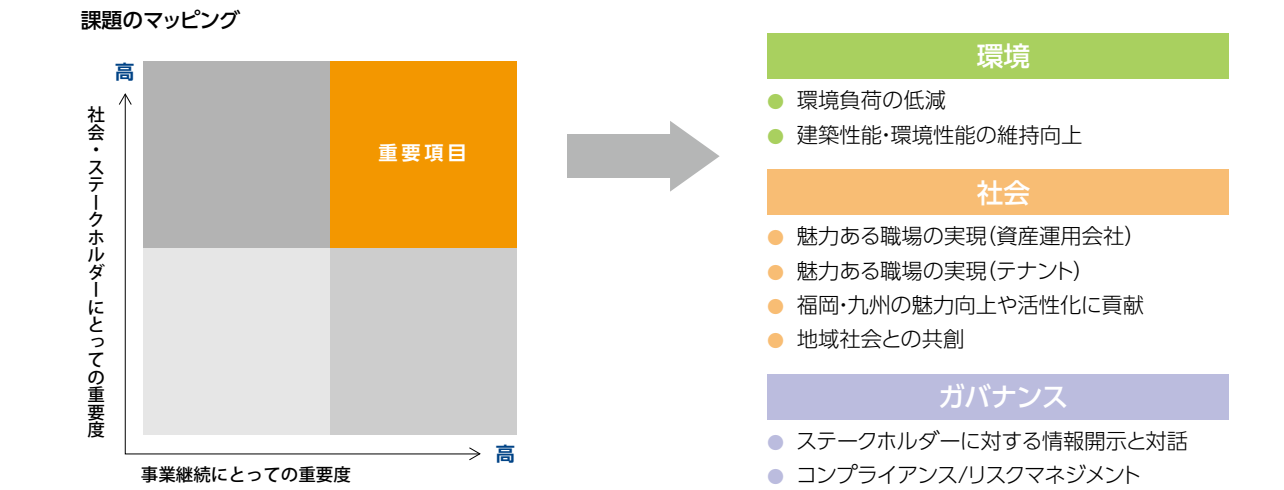 課題のマッピング
高
社会・ステークホルダーにとっての重要度
重要項目
高
事業継続にとっての重要度
環境
● 環境負荷の低減
● 建築性能・環境性能の維持向上
社会
● 魅力ある職場の実現(資産運用会社)
● 魅力ある職場の実現(テナント)
● 福岡・九州の魅力向上や活性化に貢献
● 地域社会との共創
ガバナンス
● ステークホルダーに対する情報開示と対話
● コンプライアンス/リスクマネジメント